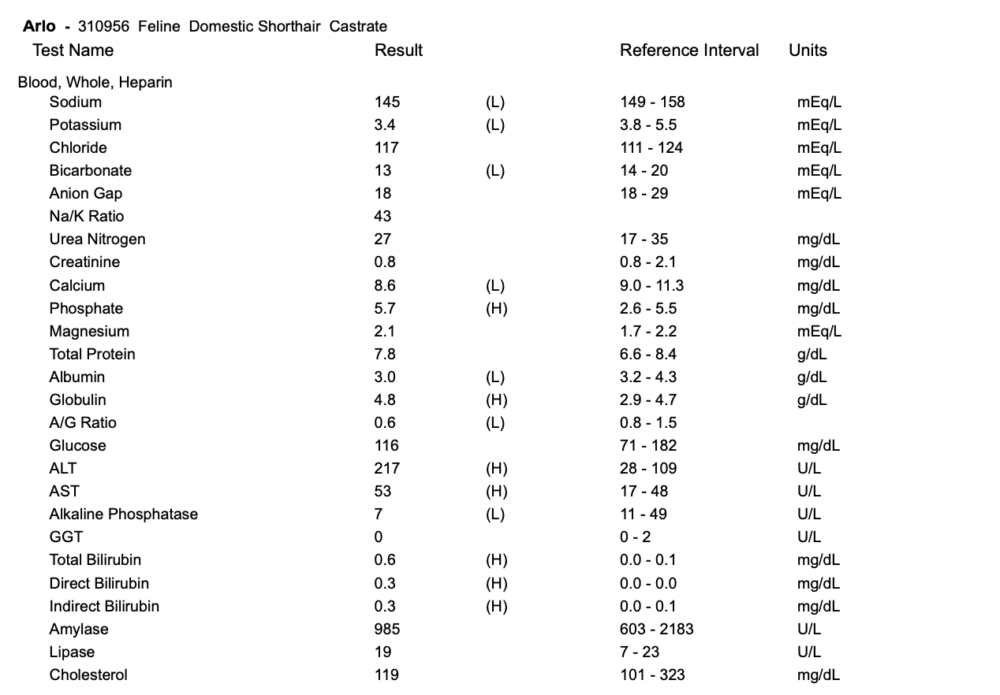 Arlo - 310956 Feline Domestic Shorthair Castrate
Test Name Result Reference Interval Units
Blood, Whole, Heparin
Sodium 145 (L) 149 - 158 mEq/L
Potassium 3.4 (L) 3.8 - 5.5 mEq/L
Chloride 117 111 - 124 mEq/L
Bicarbonate 13 (L) 14 - 20 mEq/L
Anion Gap 18 18 - 29 mEq/L
Na/K Ratio 43
Urea Nitrogen 27 17 - 35 mg/dL
Creatinine 0.8 0.8 - 2.1 mg/dL
Calcium 8.6 (L) 9.0 - 11.3 mg/dL
Phosphate 5.7 (H) 2.6 - 5.5 mg/dL
Magnesium 2.1 1.7 - 2.2 mEq/L
Total Protein 7.8 6.6 - 8.4 g/dL
Albumin 3.0 (L) 3.2 - 4.3 g/dL
Globulin 4.8 (H) 2.9 - 4.7 g/dL
A/G Ratio 0.6 (L) 0.8 - 1.5
Glucose 116 71 - 182 mg/dL
ALT 217 (H) 28 - 109 U/L
AST 53 (H) 17 - 48 U/L
Alkaline Phosphatase 7 (L) 11 - 49 U/L
GGT 0 0 - 2 U/L
Total Bilirubin 0.6 (H) 0.0 - 0.1 mg/dL
Direct Bilirubin 0.3 (H) 0.0 - 0.0 mg/dL
Indirect Bilirubin 0.3 (H) 0.0 - 0.1 mg/dL
Amylase 985 603 - 2183 U/L
Lipase 19 7 - 23 U/L
Cholesterol 119 101 - 323 mg/dL